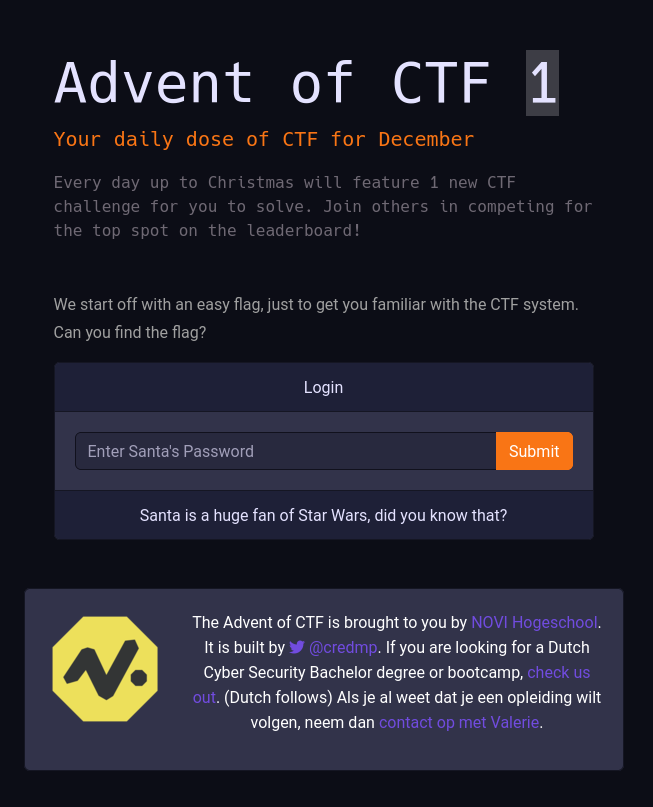 Advent of CTF 1
Your daily dose of CTF for December
Every day up to Christmas will feature 1 new CTF
challenge for you to solve. Join others in competing for
the top spot on the leaderboard!
We start off with an easy flag, just to get you familiar with the CTF system.
Can you find the flag?
Login
Enter Santa's Password
Submit
Santa is a huge fan of Star Wars, did you know that?
The Advent of CTF is brought to you by NOVI Hogeschool.
It is built by @credmp. If you are looking for a Dutch
Cyber Security Bachelor degree or bootcamp, check us
out. (Dutch follows) Als je al weet dat je een opleiding wilt
volgen, neem dan contact op met Valerie.